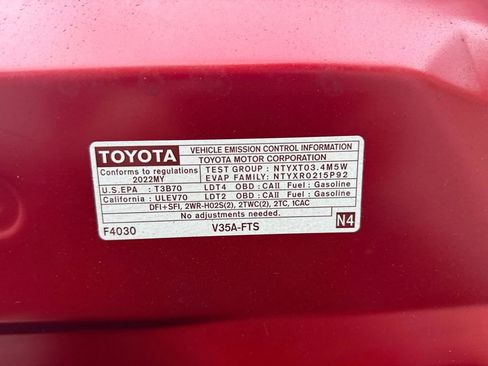 TOYOTA
VEHICLE EMISSION CONTROL INFORMATION
TOYOTA MOTOR CORPORATION
Conforms to regulations
2022MY
TEST GROUP : NTYXT03.4M5W
EVAP FAMILY: NTYXR0215P92
U.S.EPA : T3B70 LDT4 OBD : CAII Fuel : Gasoline
California : ULEV70 LDT2 OBD : CAII Fuel : Gasoline
DFI+SFI, 2WR-HO2S(2), 2TWC(2), 2TC, 1CAC
No adjustments needed.
F4030 V35A-FTS N4